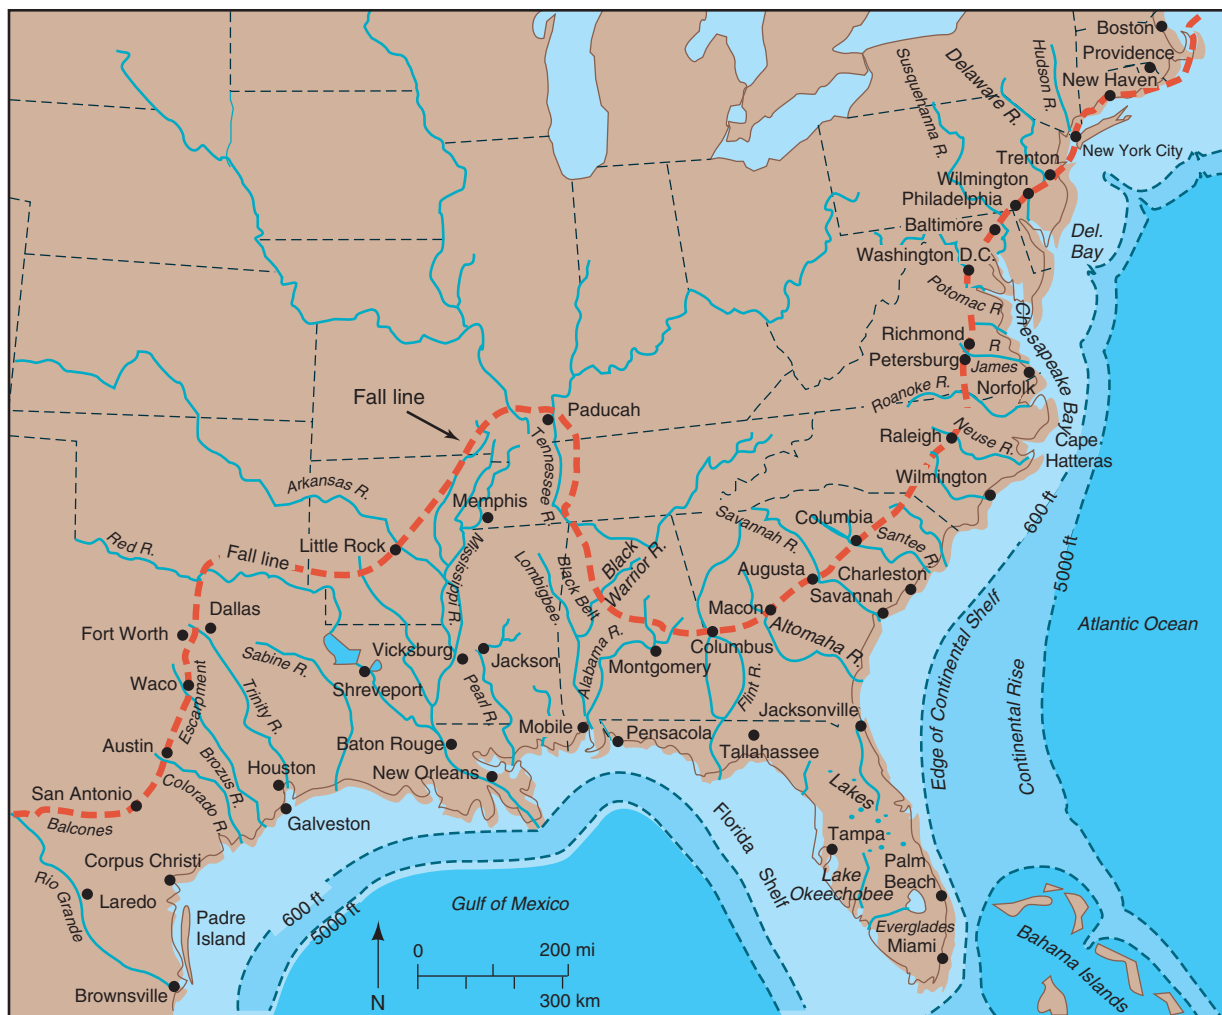 Boston
Providence
New Haven
Hudson R.
Delaware R.
Susquehanna R.
New York City
Trenton
Wilmington
Philadelphia
Baltimore
Del.
Bay
Washington D.C.
Potomac R
Chesapeake Bay
Richmond
R
Petersburg
James
Norfolk
Roanoke R.
Fall line
Paducah
Raleigh
Neuse R.
Cape
Hatteras
Tennessee R.
Wilmington
Arkansas R.
Memphis
Columbia
Savannah R.
Santee R.
600 ft
5000 ft
Red R.
Fall line
Little Rock
Mississippi R.
Lombigbee.
Black Belt
Black
Warrior R.
Augusta
Charleston
Savannah
Macon
Altomaha R.
Edge of Continental Shelf
Continental Rise
Atlantic Ocean
Dallas
Fort Worth
Vicksburg
Jackson
Alabama R.
Montgomery
Columbus
Flint R.
Sabine R.
Shreveport
Pearl R.
Waco
Escarpment
Trinity R.
Jacksonville
Mobile
Pensacola
Tallahassee
Austin
Brozus R.
Baton Rouge
New Orleans
Houston
Colorado R.
San Antonio
Balcones
Galveston
Lakes
Florida
Shelf
Tampa
Palm
Beach
Lake
Okeechobee
Corpus Christi
Rio
Grande
Laredo
Padre
Island
600 ft
5000 ft
Gulf of Mexico
Everglades
Miami
Bahama Islands
0
200 mi
300 km
N
Brownsville